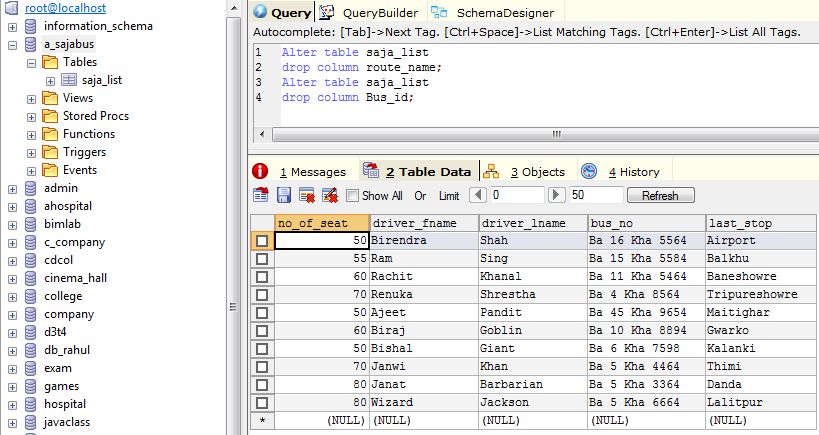 root@localhost
information_schema
a_sajabus
Tables
saja_list
Views
Stored Procs
Functions
Triggers
Events
admin
ahospital
bimlab
c_company
cdcol
cinema_hall
college
company
d3t4
db_rahul
exam
games
hospital
javaclass
Query QueryBuilder SchemaDesigner
Autocomplete: [Tab]->Next Tag. [Ctrl+Space]->List Matching Tags. [Ctrl+Enter]->List All Tags.
1 Alter table saja_list
2 drop column route_name;
3 Alter table saja_list
4 drop column Bus_id;
1 Messages 2 Table Data 3 Objects 4 History
Show All Or Limit 0 50 Refresh
no_of_seat driver_fname driver_lname bus_no last_stop
50 Birendra Shah Ba 16 Kha 5564 Airport
55 Ram Sing Ba 15 Kha 5584 Balkhu
60 Rachit Khanal Ba 11 Kha 5464 Baneshowre
70 Renuka Shrestha Ba 4 Kha 8564 Tripureshowre
50 Ajeet Pandit Ba 45 Kha 9654 Maitighar
60 Biraj Goblin Ba 10 Kha 8894 Gwarko
50 Bishal Giant Ba 6 Kha 7598 Kalanki
70 Janwi Khan Ba 5 Kha 4464 Thimi
80 Janat Barbarian Ba 5 Kha 3364 Danda
80 Wizard Jackson Ba 5 Kha 6664 Lalitpur
* (NULL) (NULL) (NULL) (NULL) (NULL)